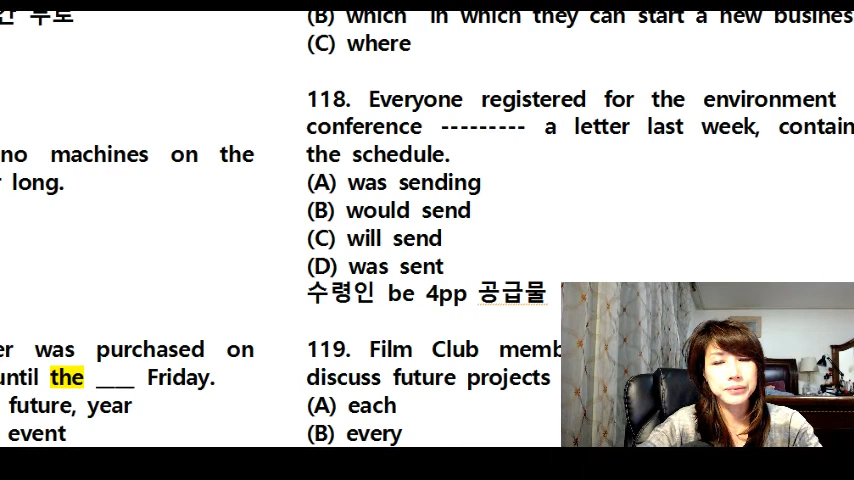 (B) which in which they can start a new busines
(C) where
no machines on the
long.
118. Everyone registered for the environment
conference --------- a letter last week, contain
the schedule.
(A) was sending
(B) would send
(C) will send
(D) was sent
수령인 be 4pp 공급물
er was purchased on
until the ___ Friday.
future, year
event
119. Film Club memb
discuss future projects
(A) each
(B) every